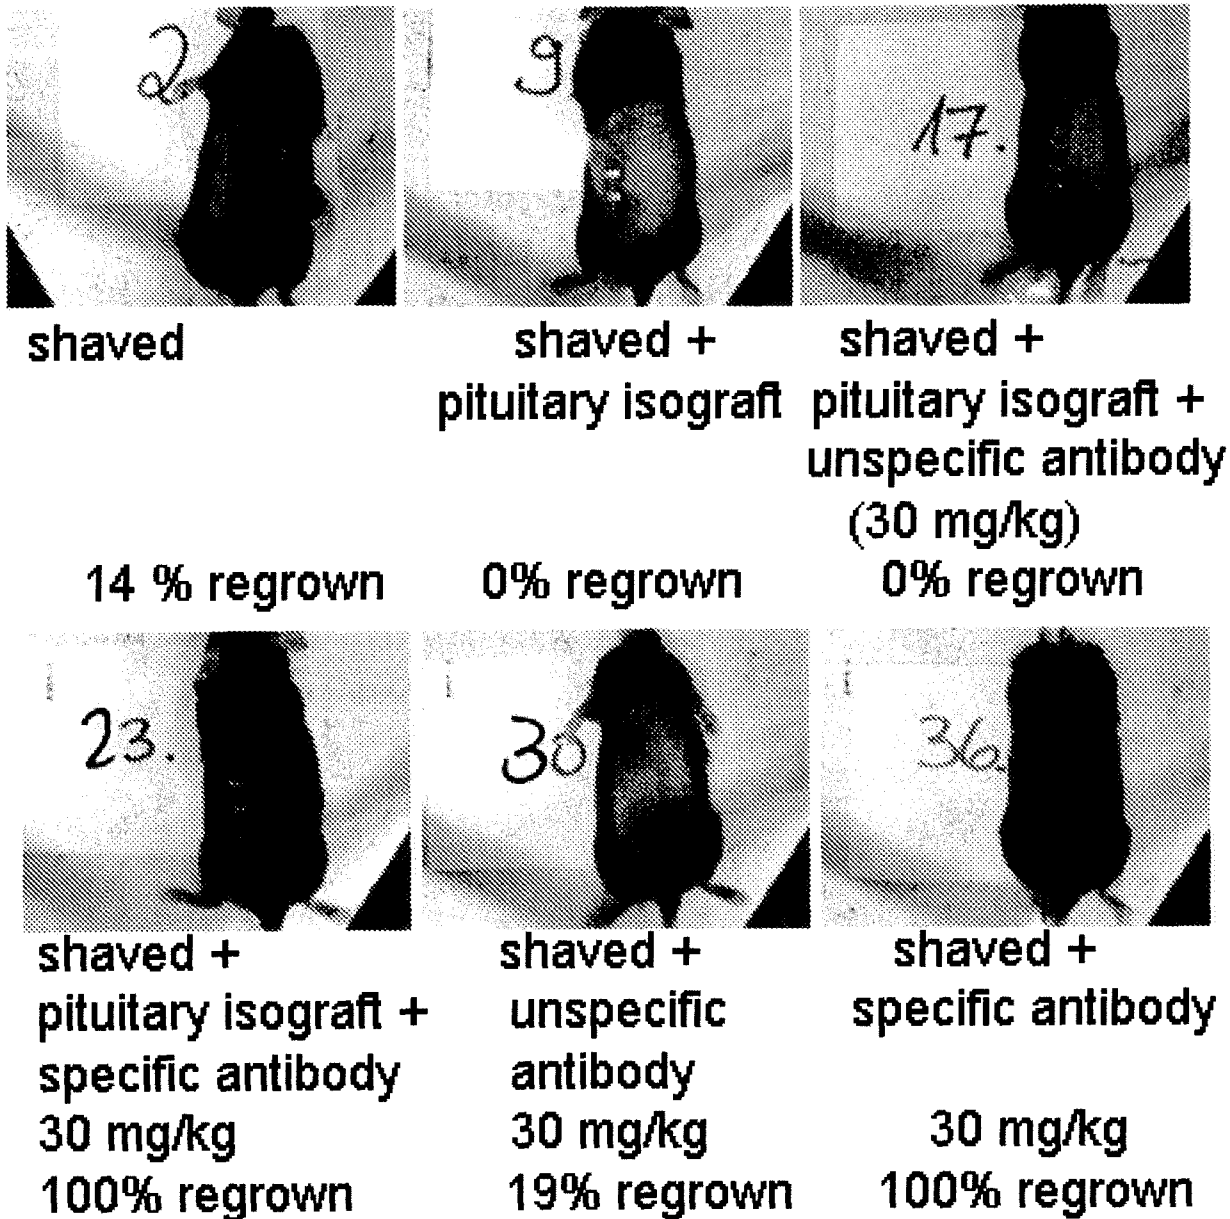 2.
9
17.
shaved
shaved +
pituitary isograft
shaved +
pituitary isograft +
unspecific antibody
(30 mg/kg)
14 % regrown
0% regrown
0% regrown
23.
30
36.
shaved +
pituitary isograft +
specific antibody
30 mg/kg
100% regrown
shaved +
unspecific
antibody
30 mg/kg
19% regrown
shaved +
specific antibody
30 mg/kg
100% regrown